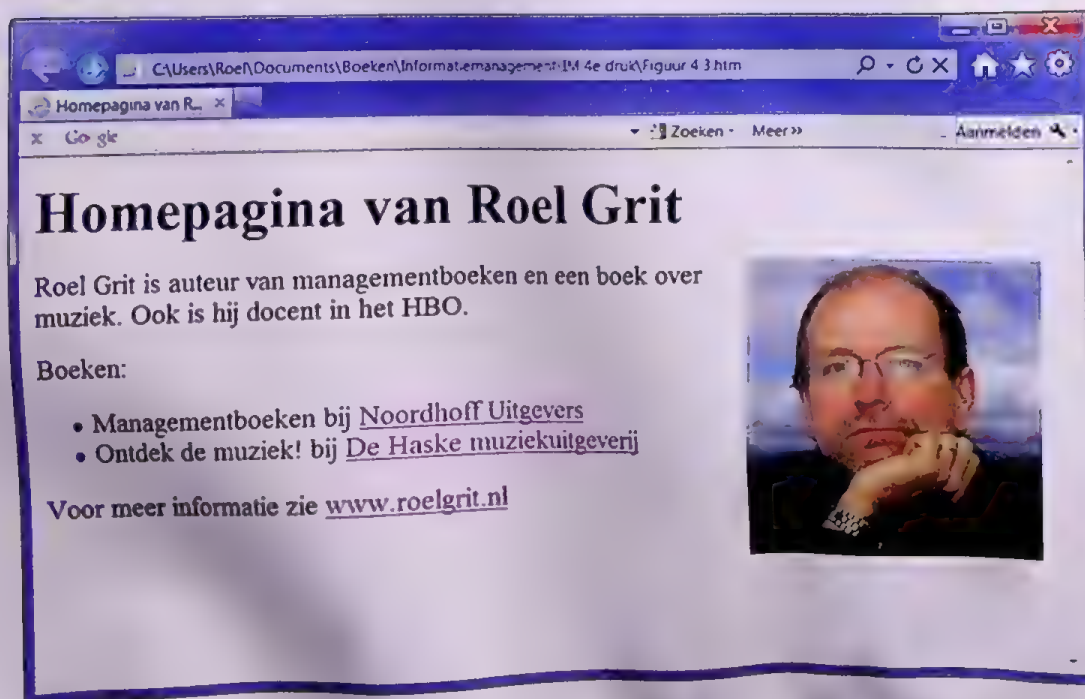 C:\Users\Roel\Documents\Boeken\Informatiemanagement-IM 4e druk\Figuur 4 3.htm
Homepagina van R...
x Google
Zoeken
Meer »
Aanmelden
Homepagina van Roel Grit
Roel Grit is auteur van managementboeken en een boek over
muziek. Ook is hij docent in het HBO.
Boeken:
• Managementboeken bij Noordhoff Uitgevers
• Ontdek de muziek! bij De Haske muziekuitgeverij
Voor meer informatie zie www.roelgrit.nl